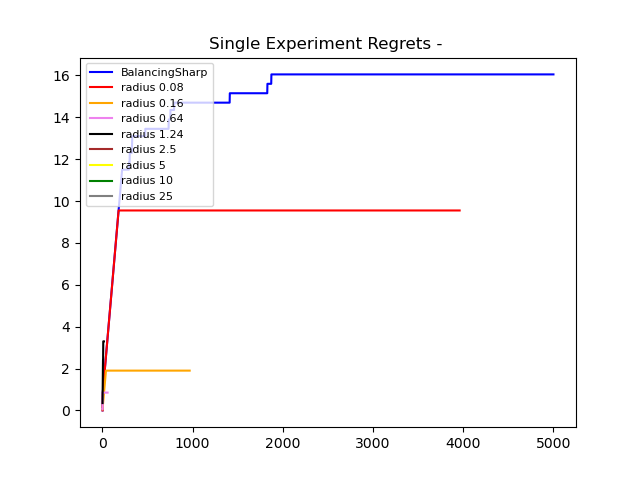 Single Experiment Regrets -
BalancingSharp
radius 0.08
radius 0.16
radius 0.64
radius 1.24
radius 2.5
radius 5
radius 10
radius 25
16
14
12
10
8
6
4
2
0
0 1000 2000 3000 4000 5000